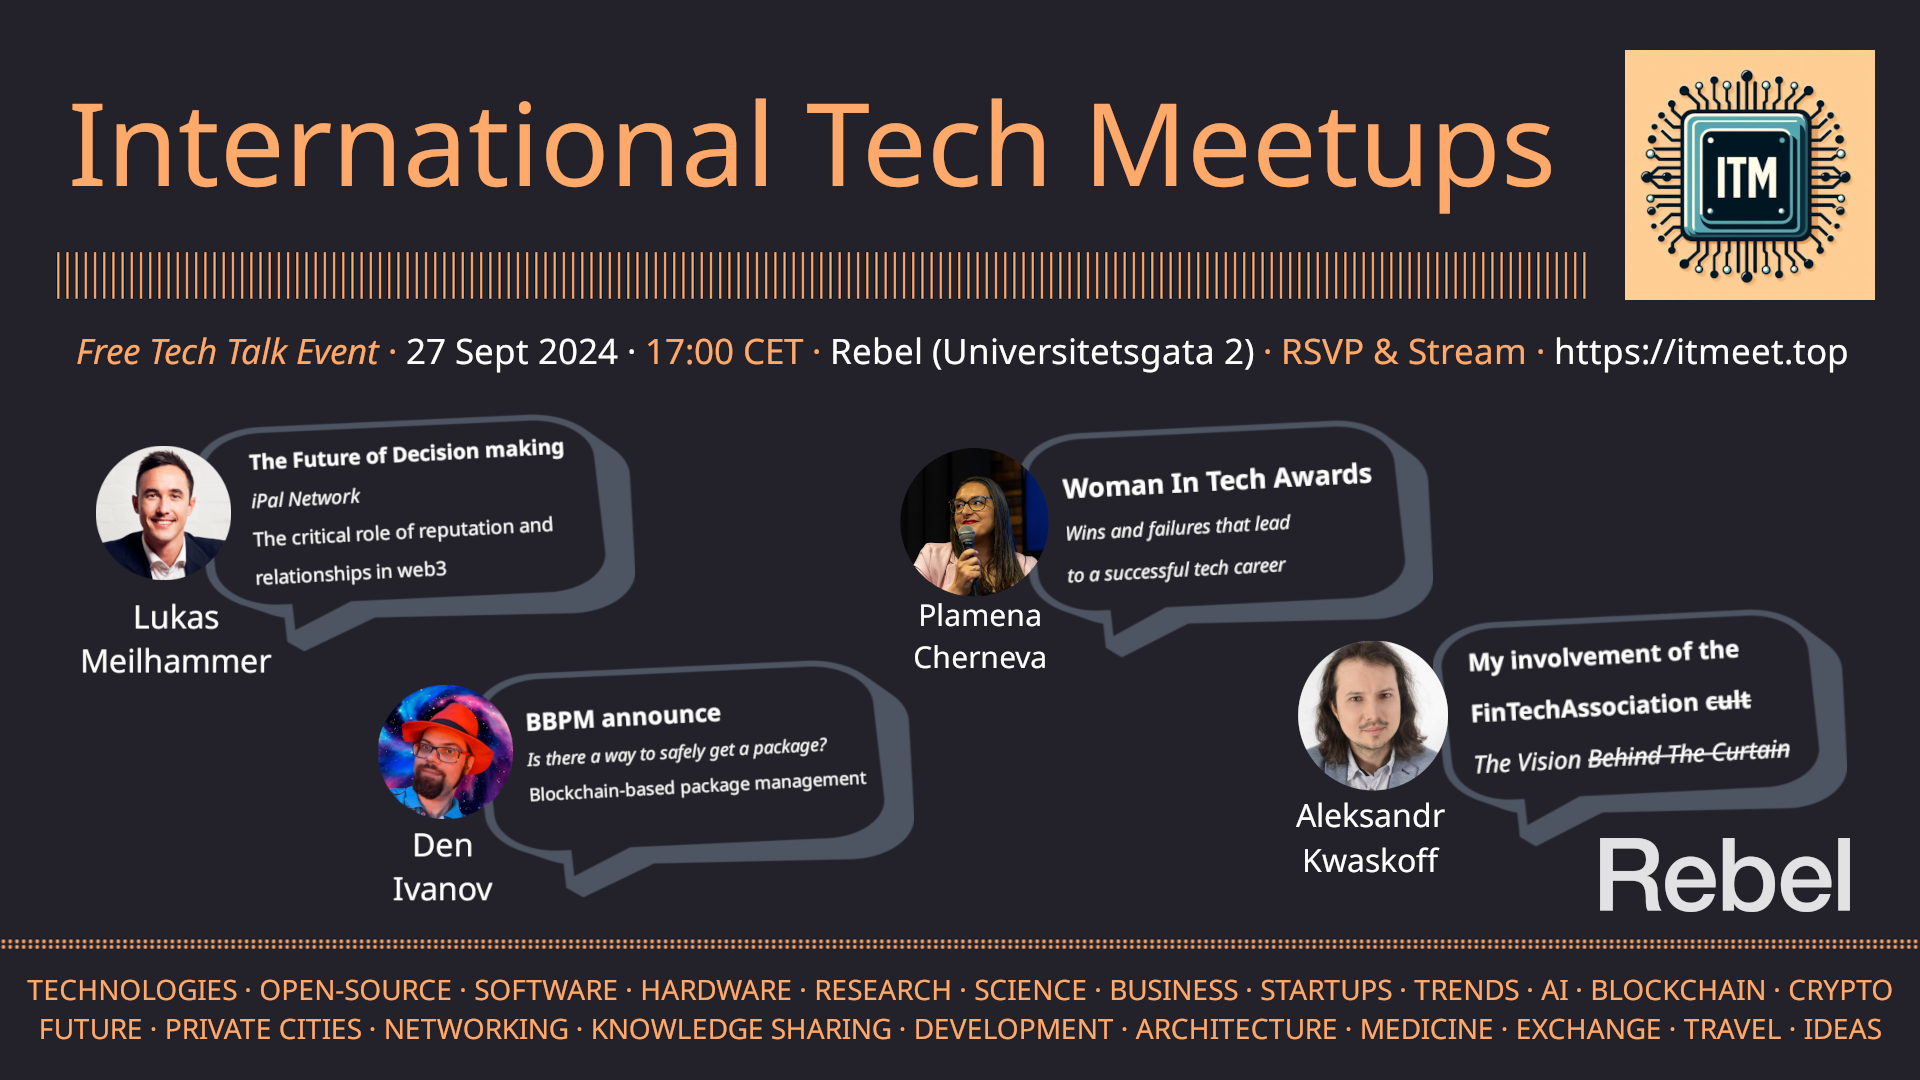 International Tech Meetups
ITM
Free Tech Talk Event · 27 Sept 2024 · 17:00 CET · Rebel (Universitetsgata 2) · RSVP & Stream · https://itmeet.top
The Future of Decision making
iPal Network
The critical role of reputation and
relationships in web3
Lukas
Meilhammer
Woman In Tech Awards
Wins and failures that lead
to a successful tech career
Plamena
Cherneva
BBPM announce
Is there a way to safely get a package?
Blockchain-based package management
Den
Ivanov
My involvement of the
FinTechAssociation cult
The Vision Behind The Curtain
Aleksandr
Kwaskoff
Rebel
TECHNOLOGIES · OPEN-SOURCE · SOFTWARE · HARDWARE · RESEARCH · SCIENCE · BUSINESS · STARTUPS · TRENDS · AI · BLOCKCHAIN · CRYPTO
FUTURE · PRIVATE CITIES · NETWORKING · KNOWLEDGE SHARING · DEVELOPMENT · ARCHITECTURE · MEDICINE · EXCHANGE · TRAVEL · IDEAS